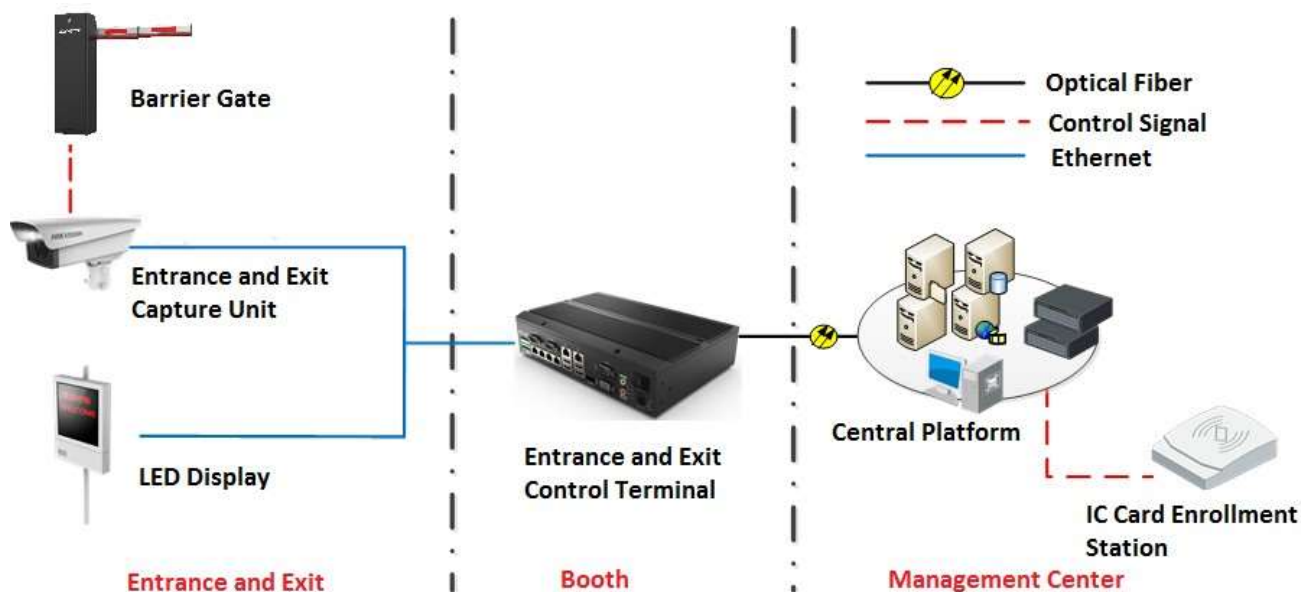 Barrier Gate
Optical Fiber
Control Signal
Ethernet
Entrance and Exit
Capture Unit
LED Display
Entrance and Exit
Control Terminal
Central Platform
IC Card Enrollment
Station
Entrance and Exit
Booth
Management Center